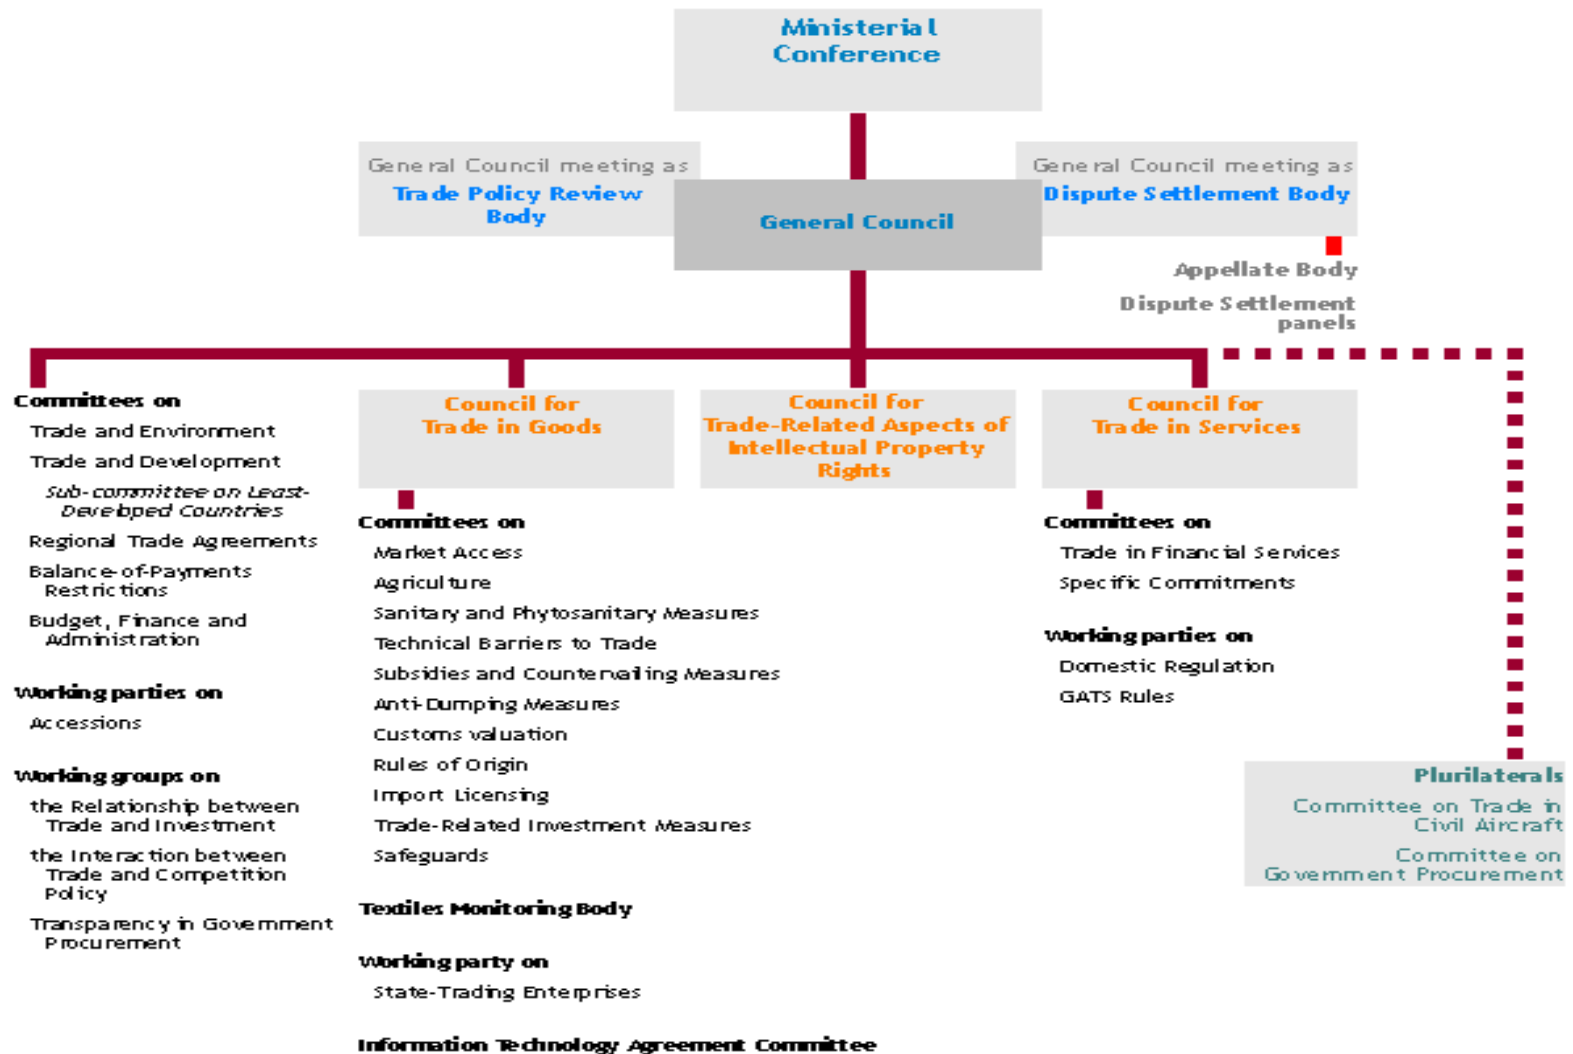 Ministerial
Conference
General Council meeting as
Trade Policy Review
Body
General Council
General Council meeting as
Dispute Settlement Body
Appellate Body
Dispute Settlement
panels
Committees on
Trade and Environment
Trade and Development
Sub-committee on Least-
Developed Countries
Regional Trade Agreements
Balance-of-Payments
Restrictions
Budget, Finance and
Administration
Working parties on
Accessions
Working groups on
the Relationship between
Trade and Investment
the Interaction between
Trade and Competition
Policy
Transparency in Government
Procurement
Council for
Trade in Goods
Committees on
Market Access
Agriculture
Sanitary and Phytosanitary Measures
Technical Barriers to Trade
Subsidies and Countervailing Measures
Anti-Dumping Measures
Customs valuation
Rules of Origin
Import Licensing
Trade-Related Investment Measures
Safeguards
Textiles Monitoring Body
Working party on
State-Trading Enterprises
Information Technology Agreement Committee
Council for
Trade-Related Aspects of
Intellectual Property
Rights
Council for
Trade in Services
Committees on
Trade in Financial Services
Specific Commitments
Working parties on
Domestic Regulation
GATS Rules
Plurilaterals
Committee on Trade in
Civil Aircraft
Committee on
Government Procurement